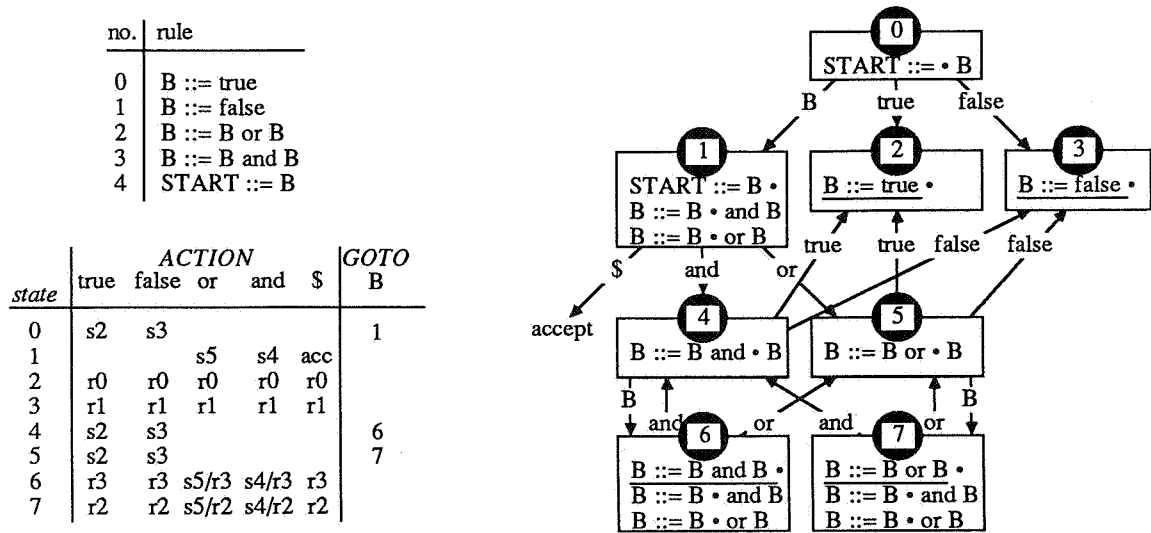 no. rule
0 B ::= true
1 B ::= false
2 B ::= B or B
3 B ::= B and B
4 START ::= B
ACTION GOTO
state true false or and $ B
0 s2 s3 1
1 s5 s4 acc
2 r0 r0 r0 r0 r0
3 r1 r1 r1 r1 r1
4 s2 s3 6
5 s2 s3 7
6 r3 r3 s5/r3 s4/r3 r3
7 r2 r2 s5/r2 s4/r2 r2
0
START ::= • B
B true false
1
START ::= B •
B ::= B • and B
B ::= B • or B
2
B ::= true •
3
B ::= false •
true true false false
$ and or
accept
4
B ::= B and • B
5
B ::= B or • B
B and or and or B
6
B ::= B and B •
B ::= B • and B
B ::= B • or B
7
B ::= B or B •
B ::= B • and B
B ::= B • or B